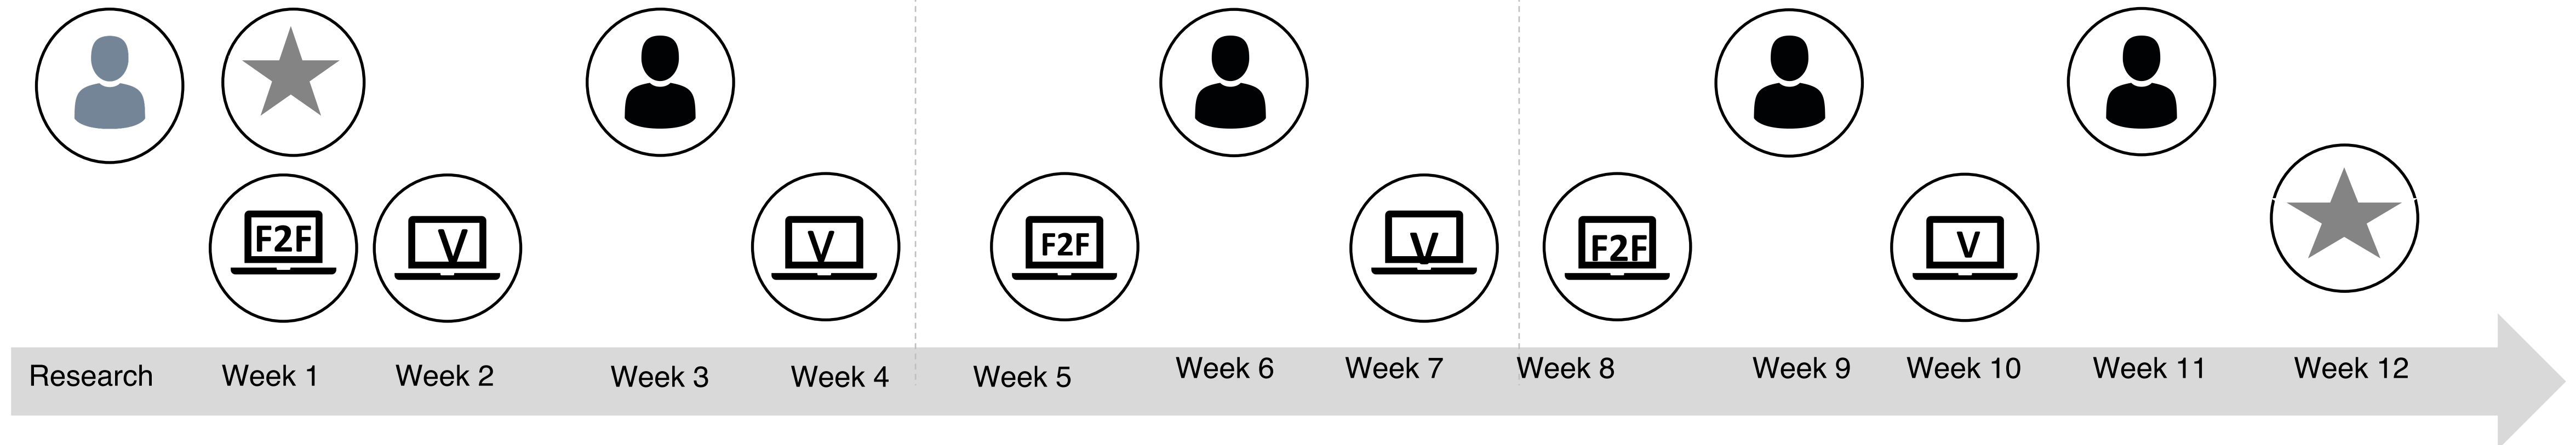 F2F
V
V
F2F
V
F2F
V
Research
Week 1
Week 2
Week 3
Week 4
Week 5
Week 6
Week 7
Week 8
Week 9
Week 10
Week 11
Week 12